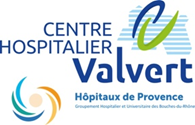 CENTRE
HOSPITALIER
Valvert
Hôpitaux de Provence
Groupement Hospitalier et Universitaire des Bouches-du-Rhône